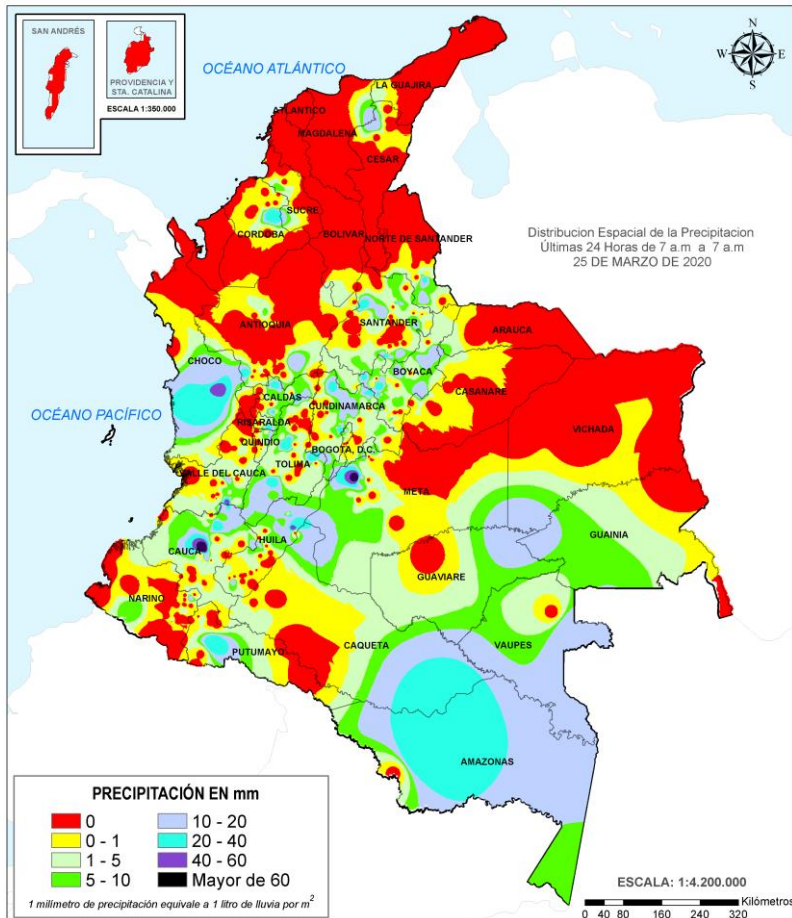 SAN ANDRÉS
PROVIDENCIA Y
STA. CATALINA
ESCALA 1:350.000
OCÉANO ATLÁNTICO
N
W E
S
LA GUAJIRA
ATLANTICO
MAGDALENA
CESAR
SUCRE
CORDOBA
BOLIVAR
NORTE DE SANTANDER
Distribucion Espacial de la Precipitacion
Últimas 24 Horas de 7 a.m a 7 a.m
25 DE MARZO DE 2020
ANTIOQUIA
SANTANDER
ARAUCA
CHOCO
BOYACA
CASANARE
CALDAS
CUNDINAMARCA
OCÉANO PACÍFICO
RISARALDA
VICHADA
QUINDIO
BOGOTA, D.C.
TOLIMA
VALLE DEL CAUCA
META
GUAINIA
CAUCA
HUILA
GUAVIARE
NARINO
CAQUETA
VAUPES
PUTUMAYO
AMAZONAS
PRECIPITACIÓN EN mm
0
0 - 1
1 - 5
5 - 10
10 - 20
20 - 40
40 - 60
Mayor de 60
1 milímetro de precipitación equivale a 1 litro de lluvia por m²
ESCALA: 1:4.200.000
Kilómetros
0 40 80 160 240 320